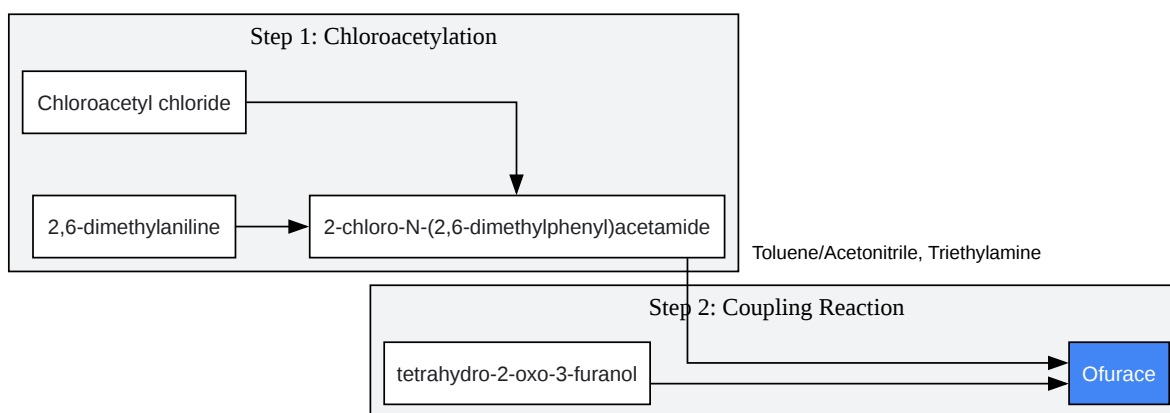 Step 1: Chloroacetylation
Chloroacetyl chloride
2,6-dimethylaniline
2-chloro-N-(2,6-dimethylphenyl)acetamide
Toluene/Acetonitrile, Triethylamine
Step 2: Coupling Reaction
tetrahydro-2-oxo-3-furanol
Ofurace